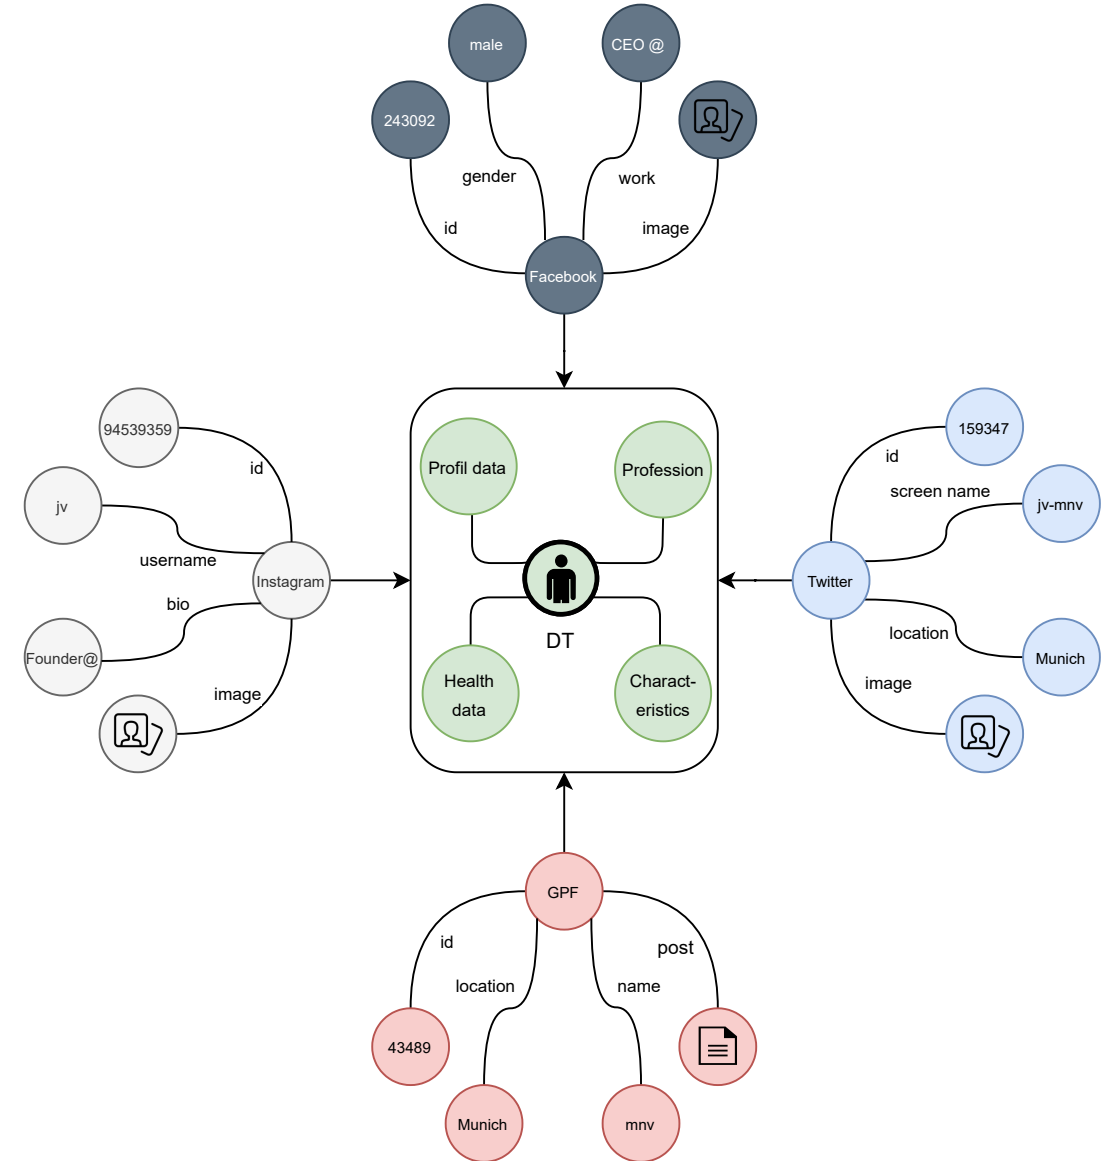 male
CEO @
243092
gender
work
id
image
Facebook
94539359
id
jv
username
Instagram
bio
Founder@
image
Profil data
Profession
DT
Health
data
Charact-
eristics
159347
id
screen name
jv-mnv
Twitter
location
Munich
image
GPF
id
post
location
name
43489
Munich
mnv